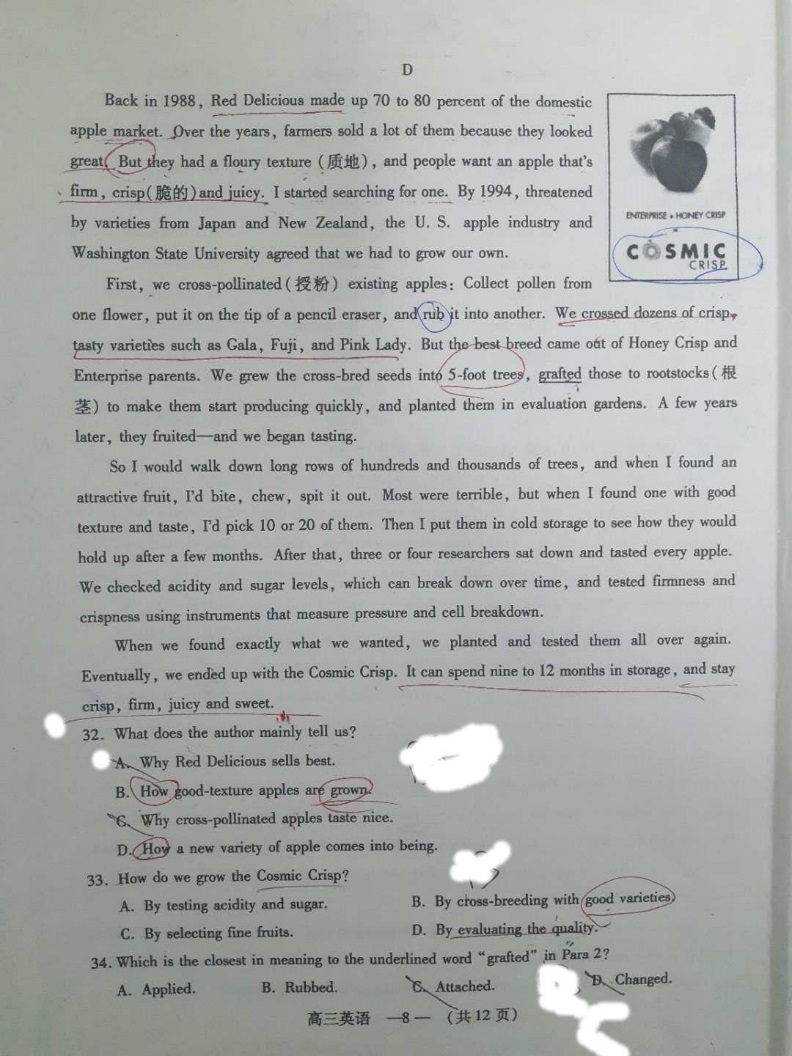 D
Back in 1988, Red Delicious made up 70 to 80 percent of the domestic
apple market. Over the years, farmers sold a lot of them because they looked
great. But they had a floury texture (质地), and people want an apple that's
firm, crisp(脆的)and juicy. I started searching for one. By 1994, threatened
by varieties from Japan and New Zealand, the U. S. apple industry and
Washington State University agreed that we had to grow our own.
ENTERPRISE + HONEY CRISP
=
COSMIC
CRISP
First, we cross-pollinated(授粉) existing apples: Collect pollen from
one flower, put it on the tip of a pencil eraser, and rub it into another. We crossed dozens of crisp,
tasty varieties such as Gala, Fuji, and Pink Lady. But the best breed came out of Honey Crisp and
Enterprise parents. We grew the cross-bred seeds into 5-foot trees, grafted those to rootstocks(根
茎) to make them start producing quickly, and planted them in evaluation gardens. A few years
later, they fruited—and we began tasting.
So I would walk down long rows of hundreds and thousands of trees, and when I found an
attractive fruit, I'd bite, chew, spit it out. Most were terrible, but when I found one with good
texture and taste, I'd pick 10 or 20 of them. Then I put them in cold storage to see how they would
hold up after a few months. After that, three or four researchers sat down and tasted every apple.
We checked acidity and sugar levels, which can break down over time, and tested firmness and
crispness using instruments that measure pressure and cell breakdown.
When we found exactly what we wanted, we planted and tested them all over again.
Eventually, we ended up with the Cosmic Crisp. It can spend nine to 12 months in storage, and stay
crisp, firm, juicy and sweet.
32. What does the author mainly tell us?
A. Why Red Delicious sells best.
B. How good-texture apples are grown.
C. Why cross-pollinated apples taste nice.
D. How a new variety of apple comes into being.
33. How do we grow the Cosmic Crisp?
A. By testing acidity and sugar. B. By cross-breeding with good varieties.
C. By selecting fine fruits. D. By evaluating the quality.
34. Which is the closest in meaning to the underlined word "grafted" in Para 2?
A. Applied. B. Rubbed. C. Attached. D. Changed.
高三英语 —8— (共12页)